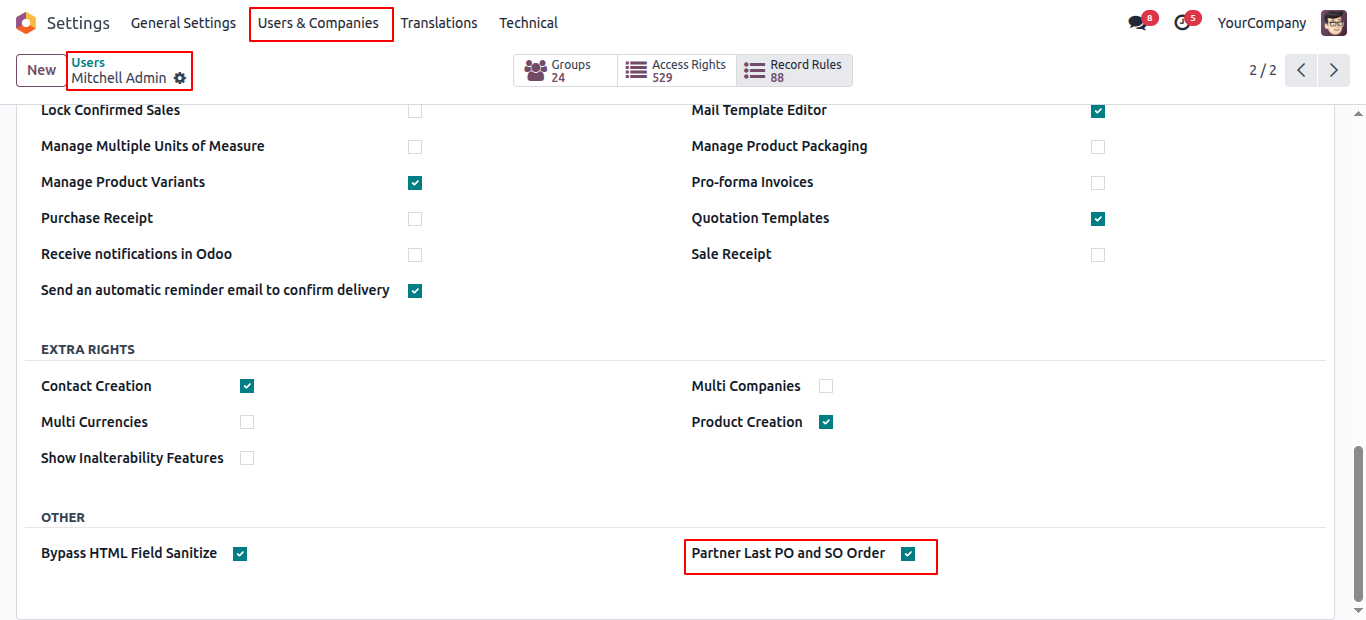 Settings General Settings Users & Companies Translations Technical 8 5 YourCompany
New Users Mitchell Admin
Groups 24 Access Rights 529 Record Rules 88 2 / 2
Lock Confirmed Sales Mail Template Editor
Manage Multiple Units of Measure Manage Product Packaging
Manage Product Variants Pro-forma Invoices
Purchase Receipt Quotation Templates
Receive notifications in Odoo Sale Receipt
Send an automatic reminder email to confirm delivery
EXTRA RIGHTS
Contact Creation Multi Companies
Multi Currencies Product Creation
Show Inalterability Features
OTHER
Bypass HTML Field Sanitize Partner Last PO and SO Order